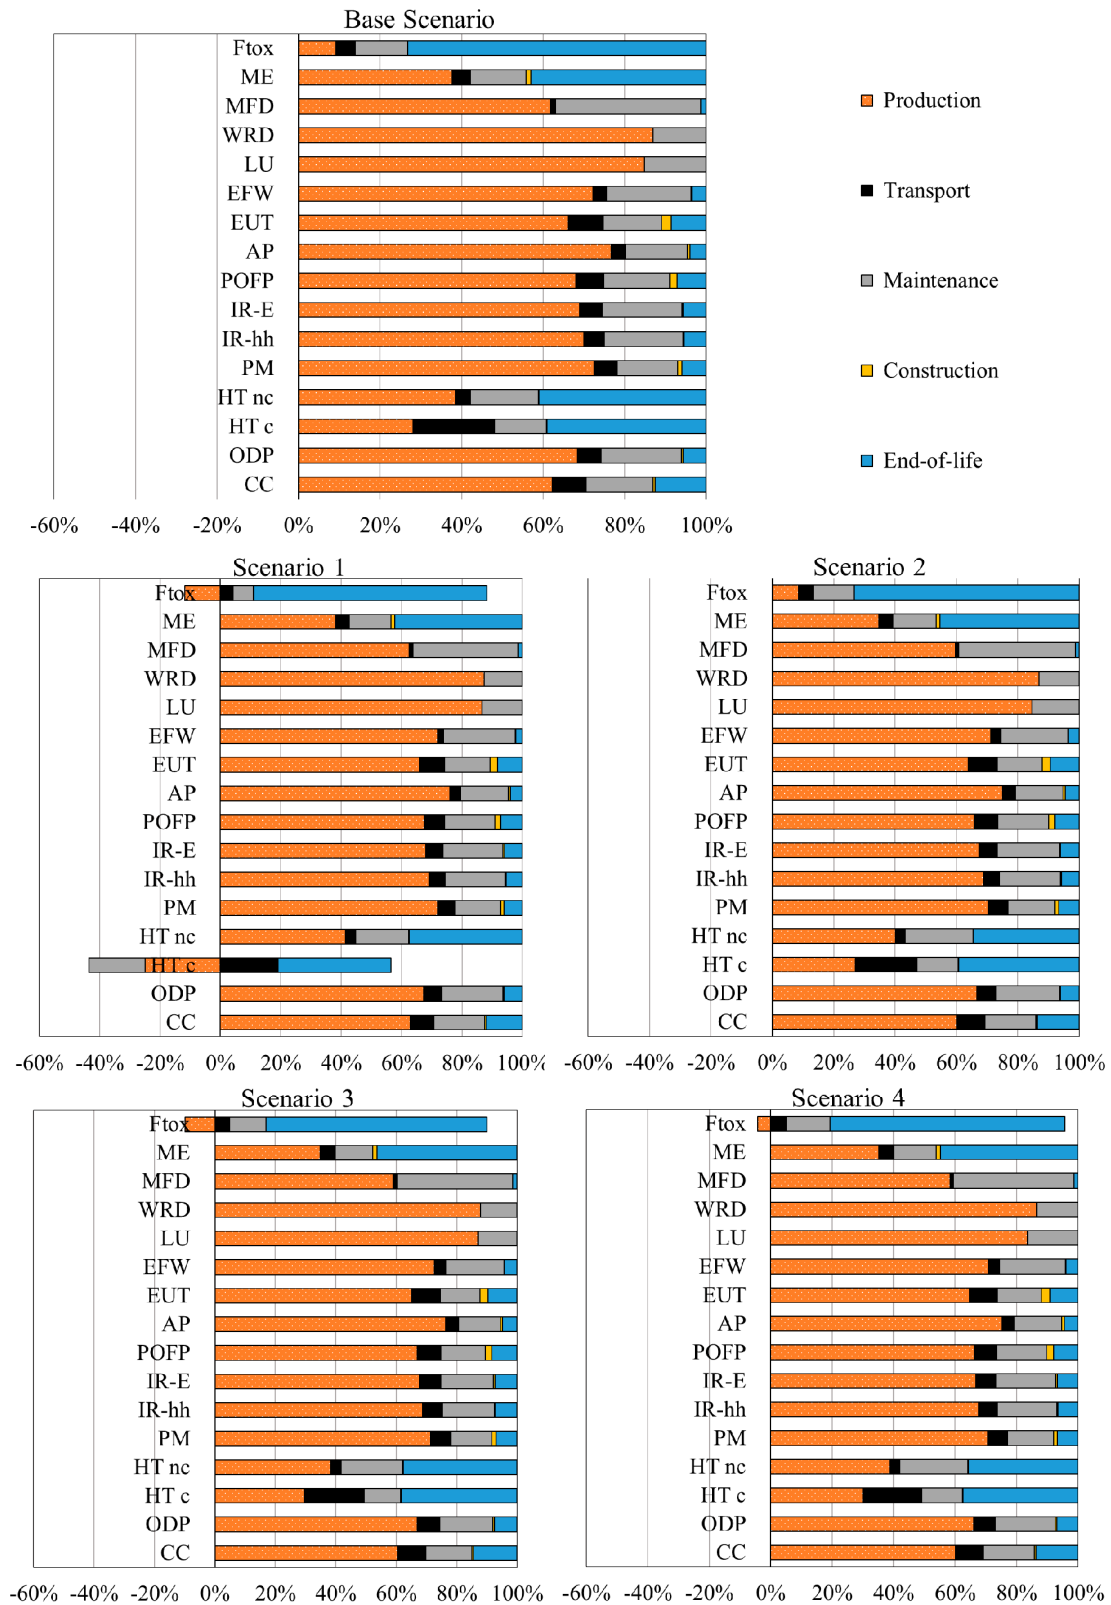 Base Scenario
Ftox
ME
MFD
WRD
LU
EFW
EUT
AP
POFP
IR-E
IR-hh
PM
HT nc
HT c
ODP
CC
-60% -40% -20% 0% 20% 40% 60% 80% 100%
Production
Transport
Maintenance
Construction
End-of-life
Scenario 1
Ftox
ME
MFD
WRD
LU
EFW
EUT
AP
POFP
IR-E
IR-hh
PM
HT nc
HT c
ODP
CC
-60% -40% -20% 0% 20% 40% 60% 80% 100%
Scenario 2
Ftox
ME
MFD
WRD
LU
EFW
EUT
AP
POFP
IR-E
IR-hh
PM
HT nc
HT c
ODP
CC
-60% -40% -20% 0% 20% 40% 60% 80% 100%
Scenario 3
Ftox
ME
MFD
WRD
LU
EFW
EUT
AP
POFP
IR-E
IR-hh
PM
HT nc
HT c
ODP
CC
-60% -40% -20% 0% 20% 40% 60% 80% 100%
Scenario 4
Ftox
ME
MFD
WRD
LU
EFW
EUT
AP
POFP
IR-E
IR-hh
PM
HT nc
HT c
ODP
CC
-60% -40% -20% 0% 20% 40% 60% 80% 100%